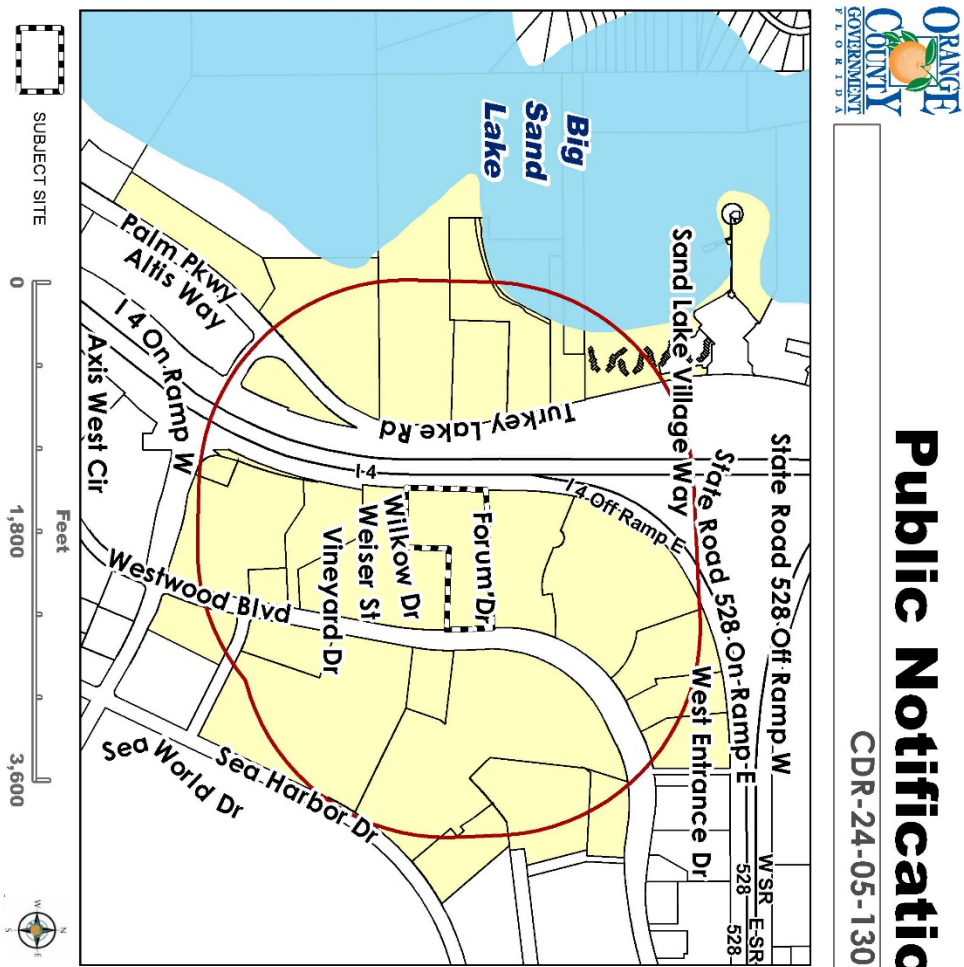 ORANGE
COUNTY
GOVERNMENT
FLORIDA
Public Notificatio
CDR-24-05-130
State Road 528 Off Ramp W
State Road 528 On-Ramp E
W SR
528
E-SR
528
Sand Lake Village Way
West Entrance Dr
Big
Sand
Lake
I 4 Off Ramp E
Turkey Lake Rd
I-4
Forum Dr
Wilkow Dr
Weiser St
Vineyard Dr
Palm Pkwy
Altis Way
I 4 On Ramp W
Axis West Cir
Westwood Blvd
Sea Harbor Dr
Sea World Dr
SUBJECT SITE
0
1,800
3,600
Feet
N
E
S
W